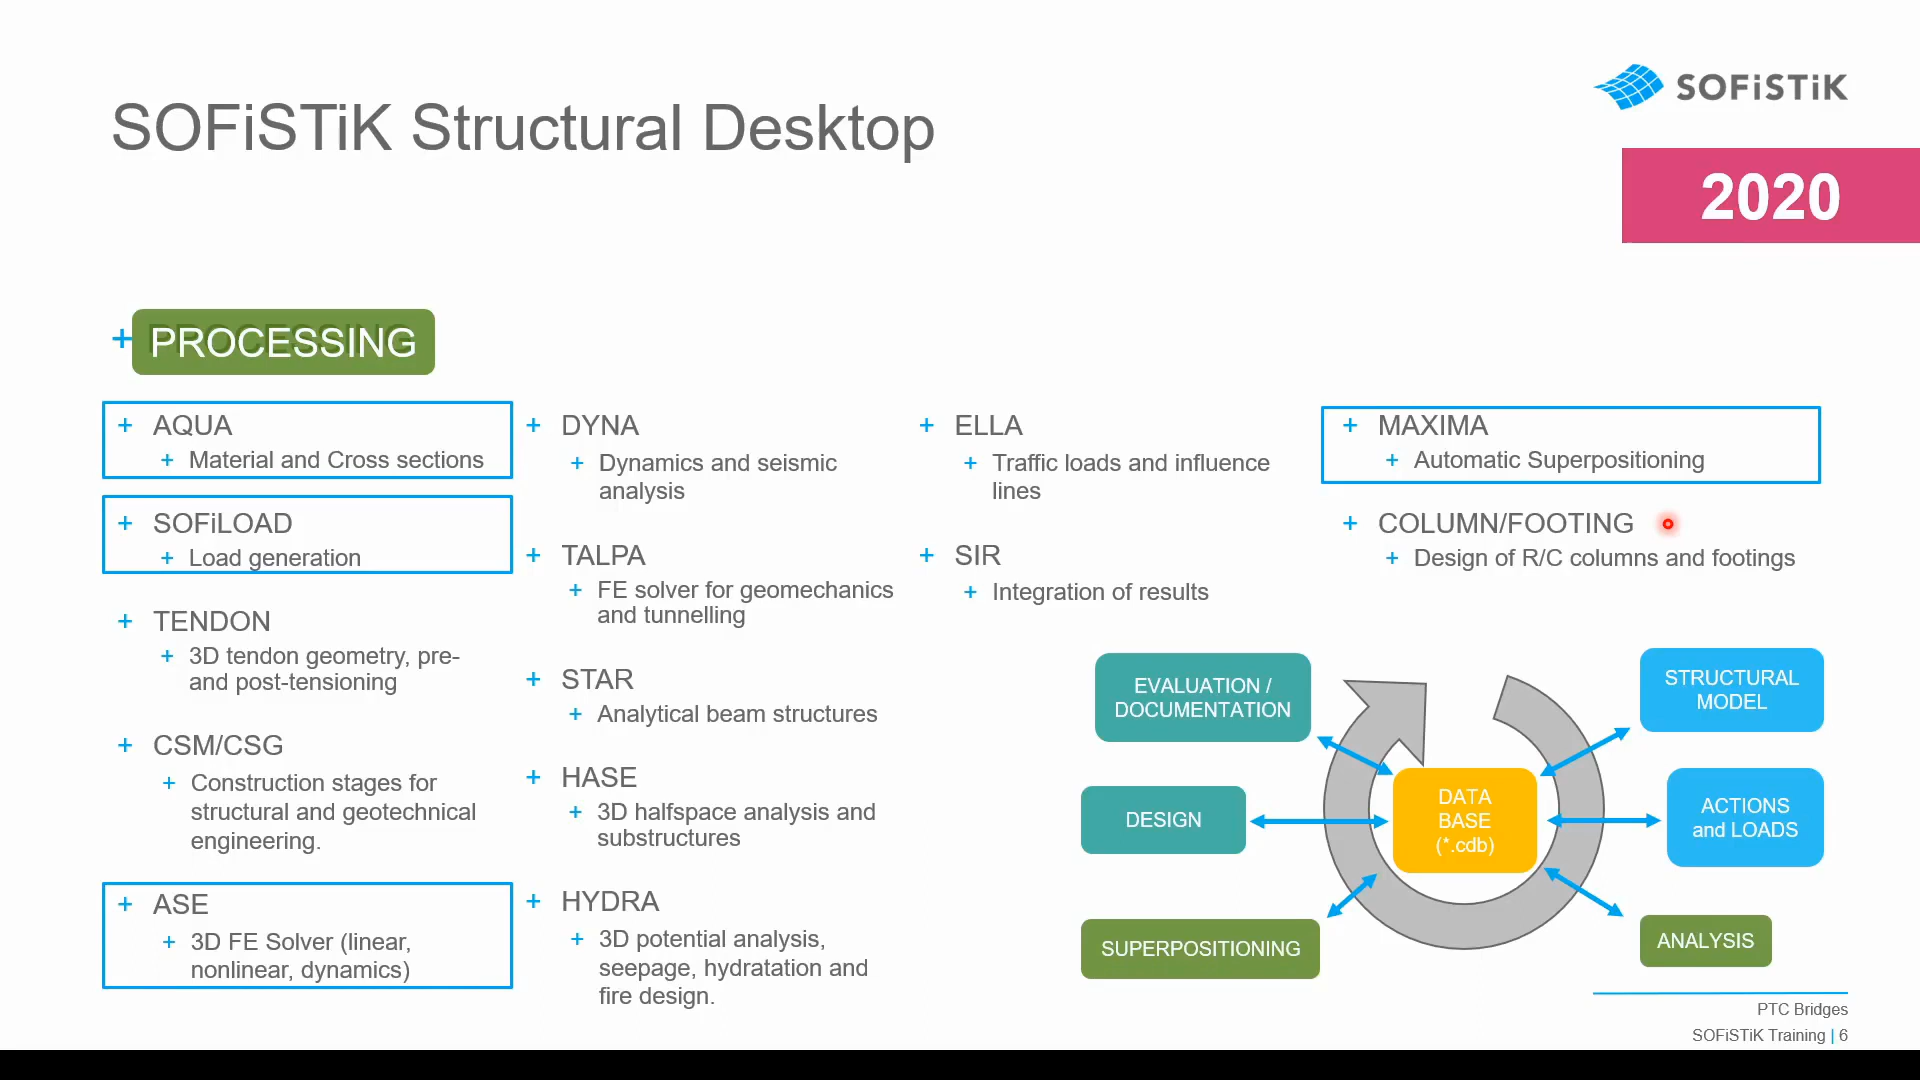 SOFiSTiK
SOFiSTiK Structural Desktop
2020
+ PROCESSING
+ AQUA
+ Material and Cross sections
+ SOFiLOAD
+ Load generation
+ TENDON
+ 3D tendon geometry, pre-
and post-tensioning
+ CSM/CSG
+ Construction stages for
structural and geotechnical
engineering.
+ ASE
+ 3D FE Solver (linear,
nonlinear, dynamics)
+ DYNA
+ Dynamics and seismic
analysis
+ TALPA
+ FE solver for geomechanics
and tunnelling
+ STAR
+ Analytical beam structures
+ HASE
+ 3D halfspace analysis and
substructures
+ HYDRA
+ 3D potential analysis,
seepage, hydratation and
fire design.
+ ELLA
+ Traffic loads and influence
lines
+ SIR
+ Integration of results
+ MAXIMA
+ Automatic Superpositioning
+ COLUMN/FOOTING
+ Design of R/C columns and footings
EVALUATION /
DOCUMENTATION
STRUCTURAL
MODEL
DESIGN
DATA
BASE
(*.cdb)
ACTIONS
and LOADS
SUPERPOSITIONING
ANALYSIS
PTC Bridges
SOFiSTiK Training | 6